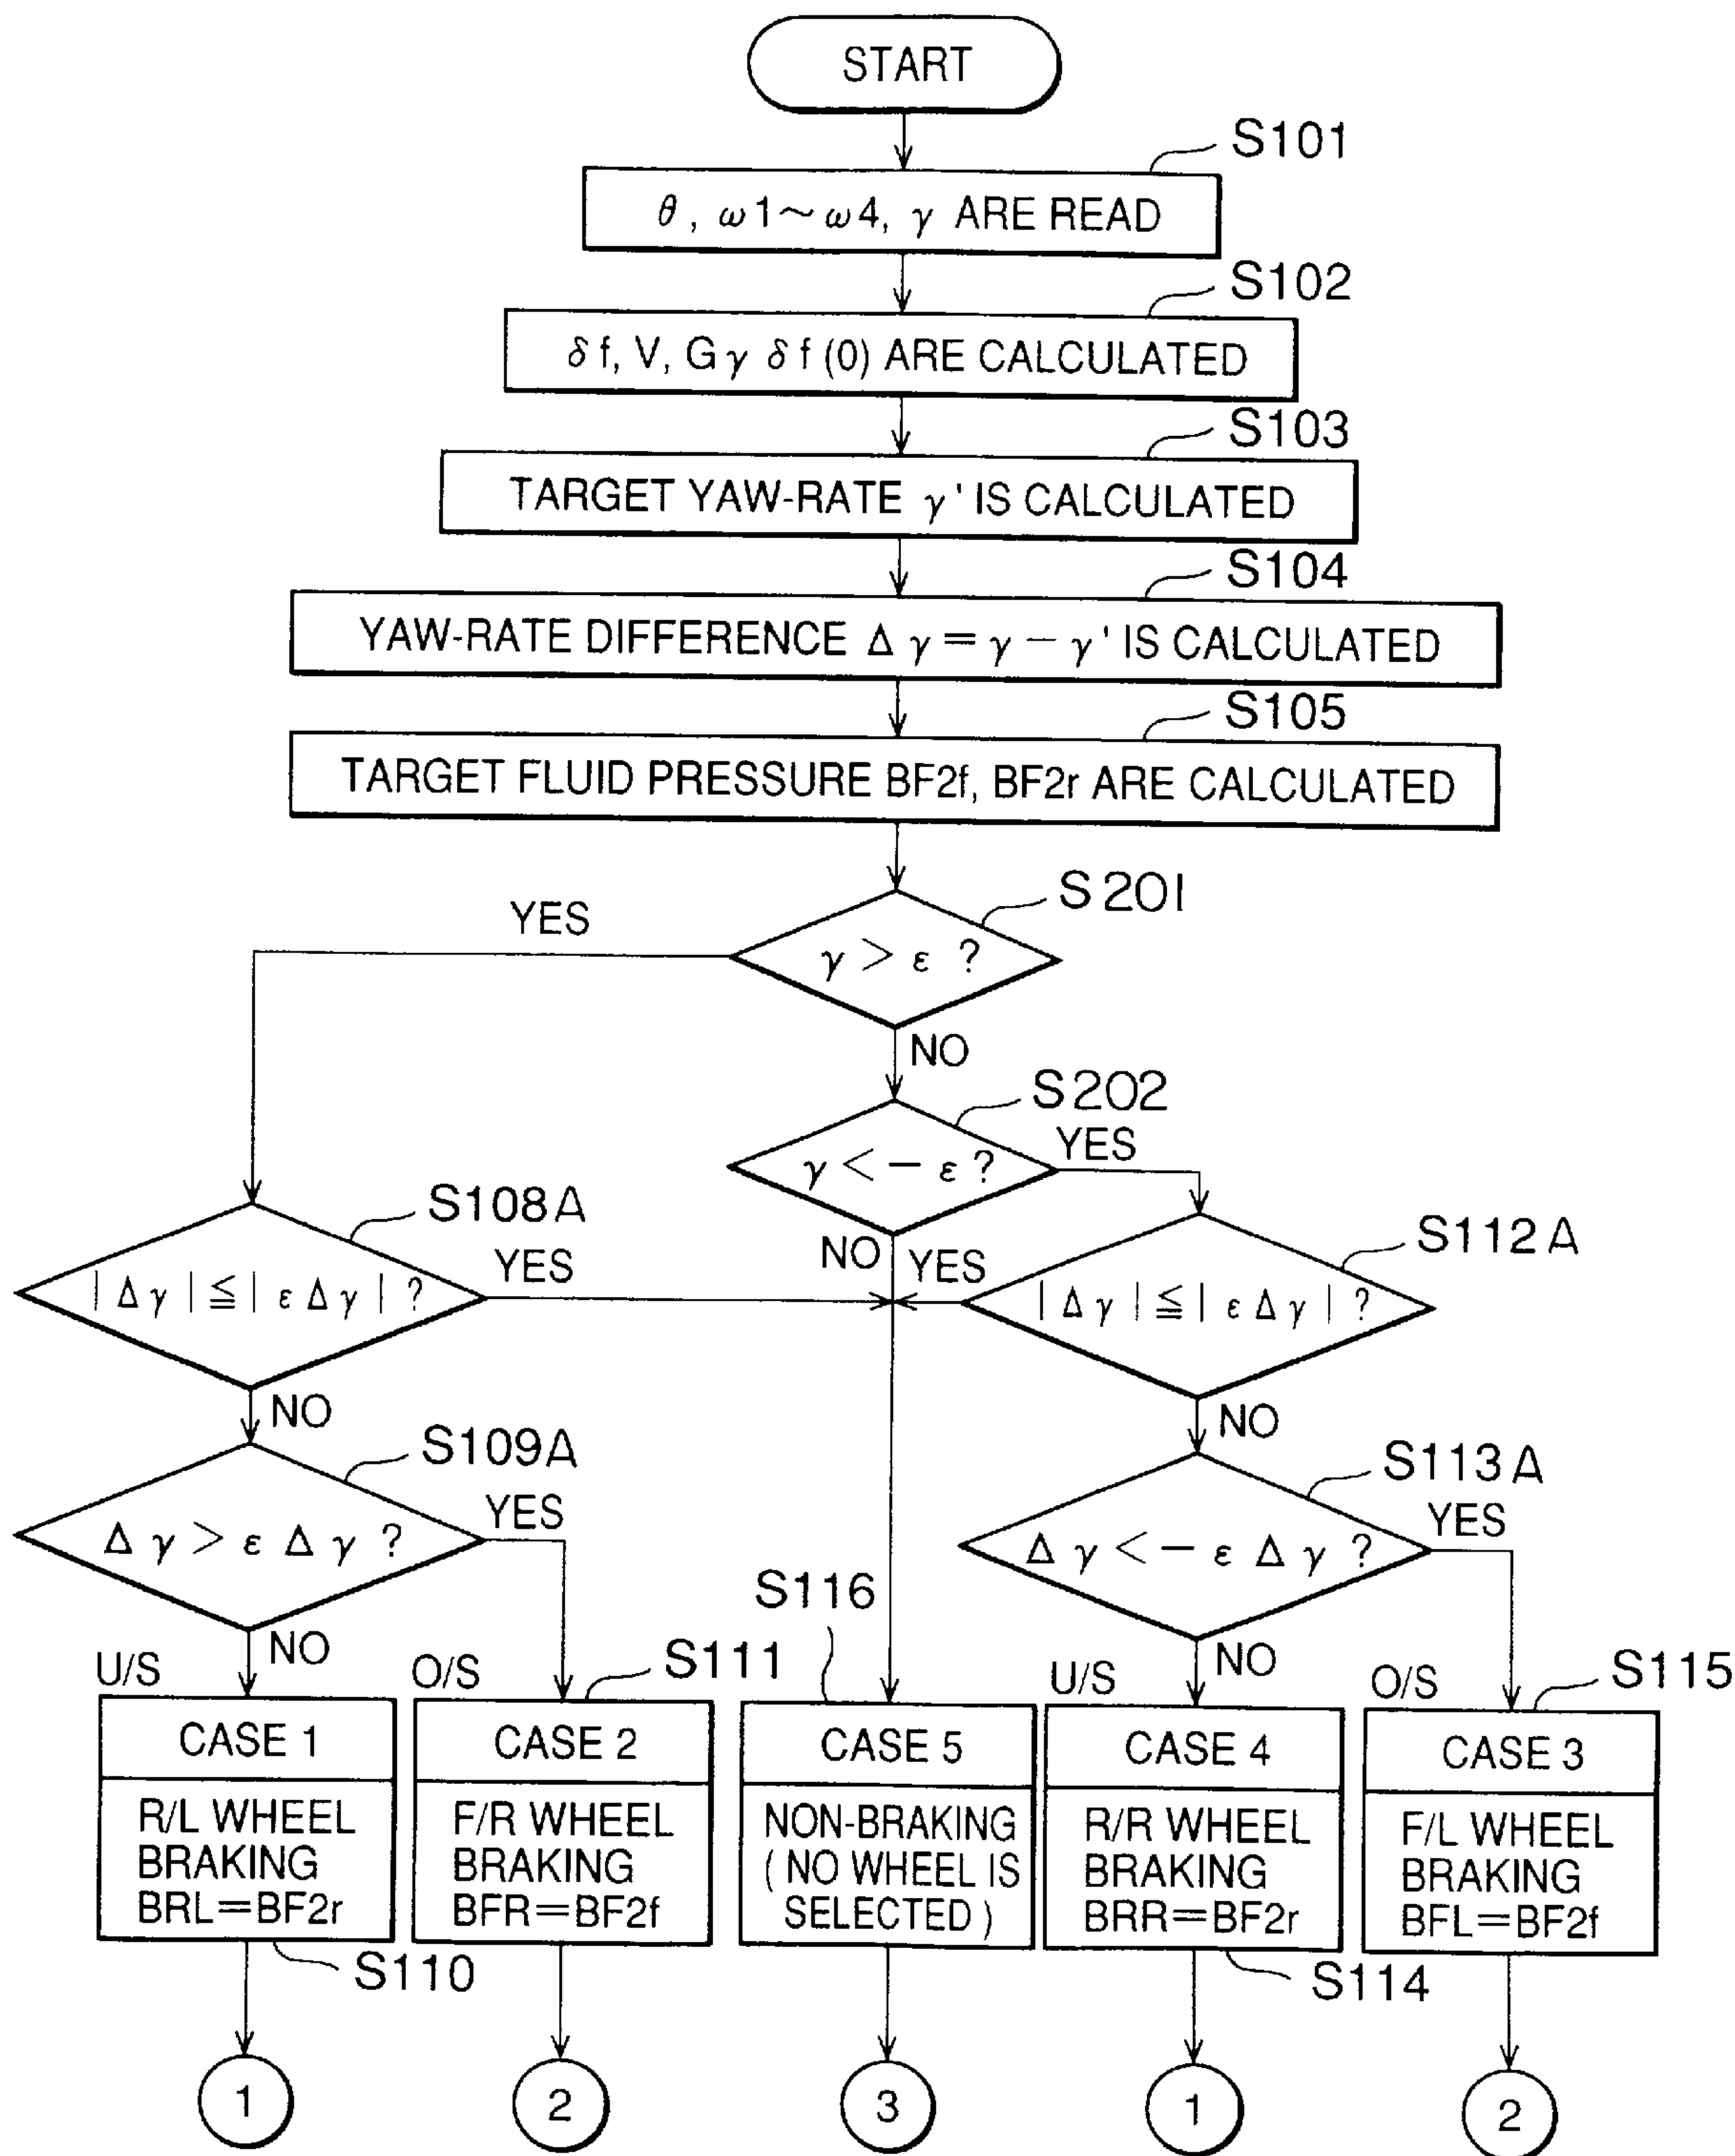 START
S101
θ, ω1~ω4, γ ARE READ
S102
δf, V, Gγ δf(0) ARE CALCULATED
S103
TARGET YAW-RATE γ' IS CALCULATED
S104
YAW-RATE DIFFERENCE Δγ=γ−γ' IS CALCULATED
S105
TARGET FLUID PRESSURE BF2f, BF2r ARE CALCULATED
S201
YES
γ > ε ?
NO
S202
YES
γ < − ε ?
NO
S108A
YES
|Δγ| ≦ |εΔγ| ?
NO
YES
S112A
|Δγ| ≦ |εΔγ| ?
NO
S109A
YES
Δγ > εΔγ ?
NO
S113A
YES
Δγ < − εΔγ ?
NO
S116
U/S
CASE 1
R/L WHEEL
BRAKING
BRL=BF2r
S110
O/S
S111
CASE 2
F/R WHEEL
BRAKING
BFR=BF2f
CASE 5
NON-BRAKING
(NO WHEEL IS
SELECTED)
U/S
CASE 4
R/R WHEEL
BRAKING
BRR=BF2r
S114
O/S
S115
CASE 3
F/L WHEEL
BRAKING
BFL=BF2f
1
2
3
1
2